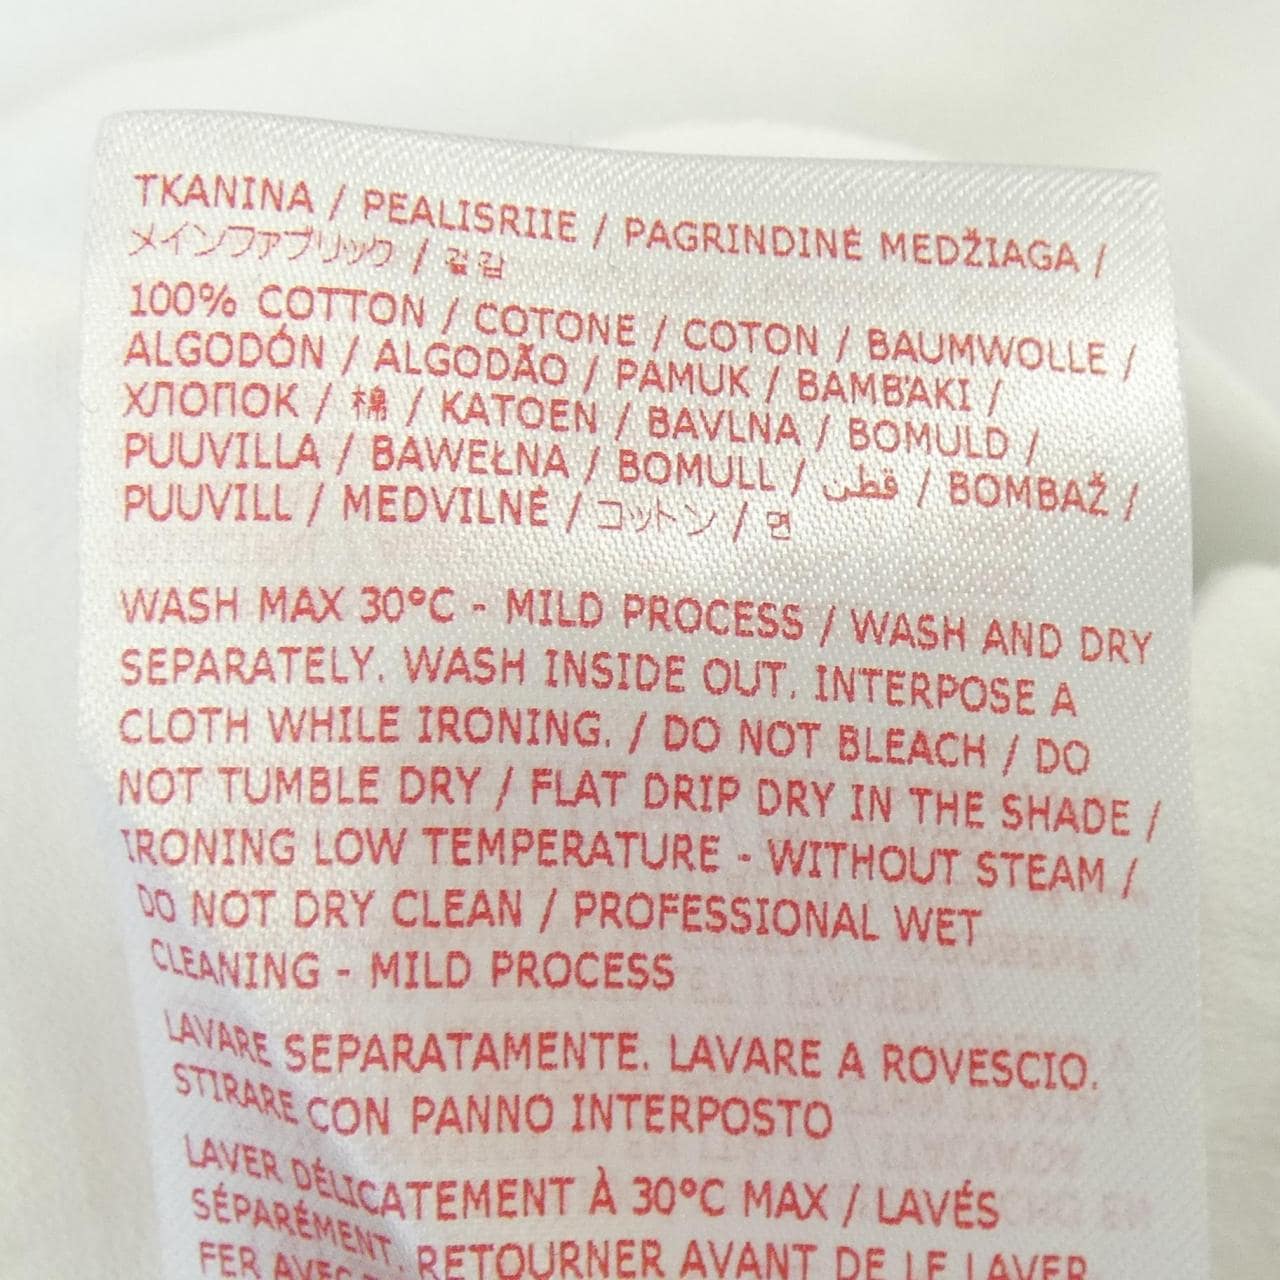 TKANINA / PEALISRIIE / PAGRINDINĖ MEDŽIAGA /
メインファブリック / 겉감
100% COTTON / COTONE / COTON / BAUMWOLLE /
ALGODÓN / ALGODÃO / PAMUK / BAMB'AKI /
ХЛОПОК / 棉 / KATOEN / BAVLNA / BOMULD /
PUUVILLA / BAWEŁNA / BOMULL / قطن / BOMBAŽ /
PUUVILL / MEDVILNĖ / コットン / 면
WASH MAX 30°C - MILD PROCESS / WASH AND DRY
SEPARATELY. WASH INSIDE OUT. INTERPOSE A
CLOTH WHILE IRONING. / DO NOT BLEACH / DO
NOT TUMBLE DRY / FLAT DRIP DRY IN THE SHADE /
IRONING LOW TEMPERATURE - WITHOUT STEAM /
DO NOT DRY CLEAN / PROFESSIONAL WET
CLEANING - MILD PROCESS
LAVARE SEPARATAMENTE. LAVARE A ROVESCIO.
STIRARE CON PANNO INTERPOSTO
LAVER DÉLICATEMENT À 30°C MAX / LAVÉS
SÉPARÉMENT. RETOURNER AVANT DE LE LAVER
FER AVEC